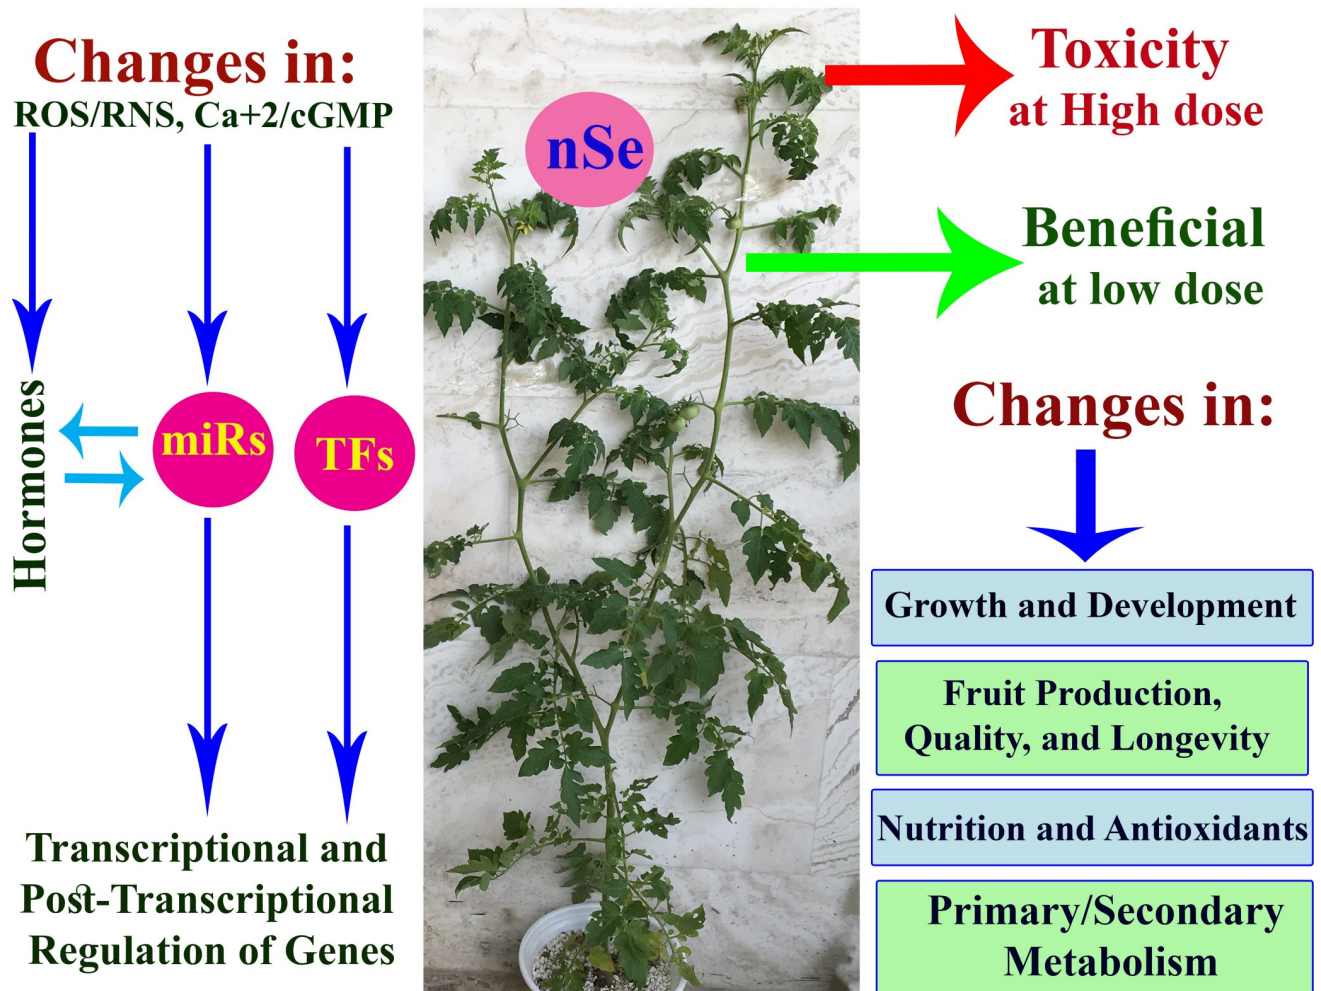 Changes in:
ROS/RNS, Ca+2/cGMP
Hormones
miRs
TFs
Transcriptional and
Post-Transcriptional
Regulation of Genes
nSe
Toxicity
at High dose
Beneficial
at low dose
Changes in:
Growth and Development
Fruit Production,
Quality, and Longevity
Nutrition and Antioxidants
Primary/Secondary
Metabolism